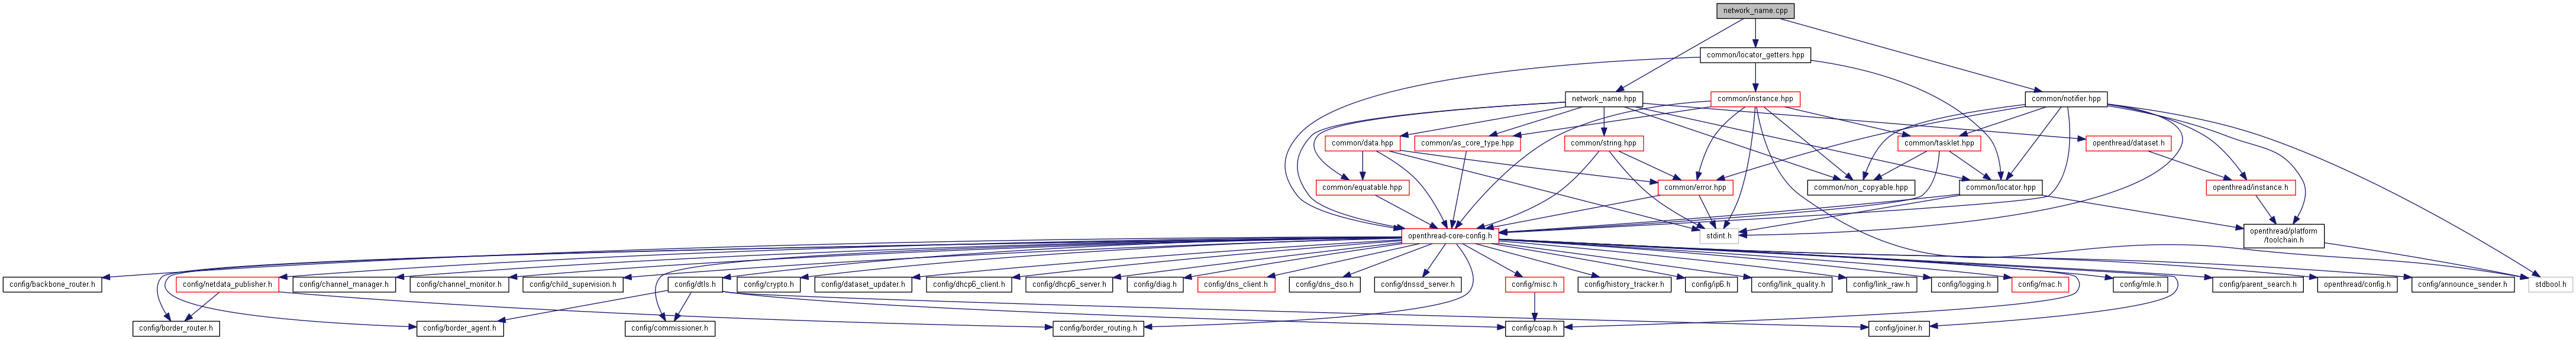 network_name.cpp
common/locator_getters.hpp
network_name.hpp
common/instance.hpp
common/notifier.hpp
common/data.hpp
common/as_core_type.hpp
common/string.hpp
common/tasklet.hpp
openthread/dataset.h
common/equatable.hpp
common/error.hpp
common/non_copyable.hpp
common/locator.hpp
openthread/instance.h
openthread-core-config.h
stdint.h
openthread/platform
/toolchain.h
config/backbone_router.h
config/netdata_publisher.h
config/channel_manager.h
config/channel_monitor.h
config/child_supervision.h
config/dtls.h
config/crypto.h
config/dataset_updater.h
config/dhcp6_client.h
config/dhcp6_server.h
config/diag.h
config/dns_client.h
config/dns_dso.h
config/dnssd_server.h
config/misc.h
config/history_tracker.h
config/ip6.h
config/link_quality.h
config/link_raw.h
config/logging.h
config/mac.h
config/mle.h
config/parent_search.h
openthread/config.h
config/announce_sender.h
stdbool.h
config/border_router.h
config/border_agent.h
config/commissioner.h
config/border_routing.h
config/coap.h
config/joiner.h